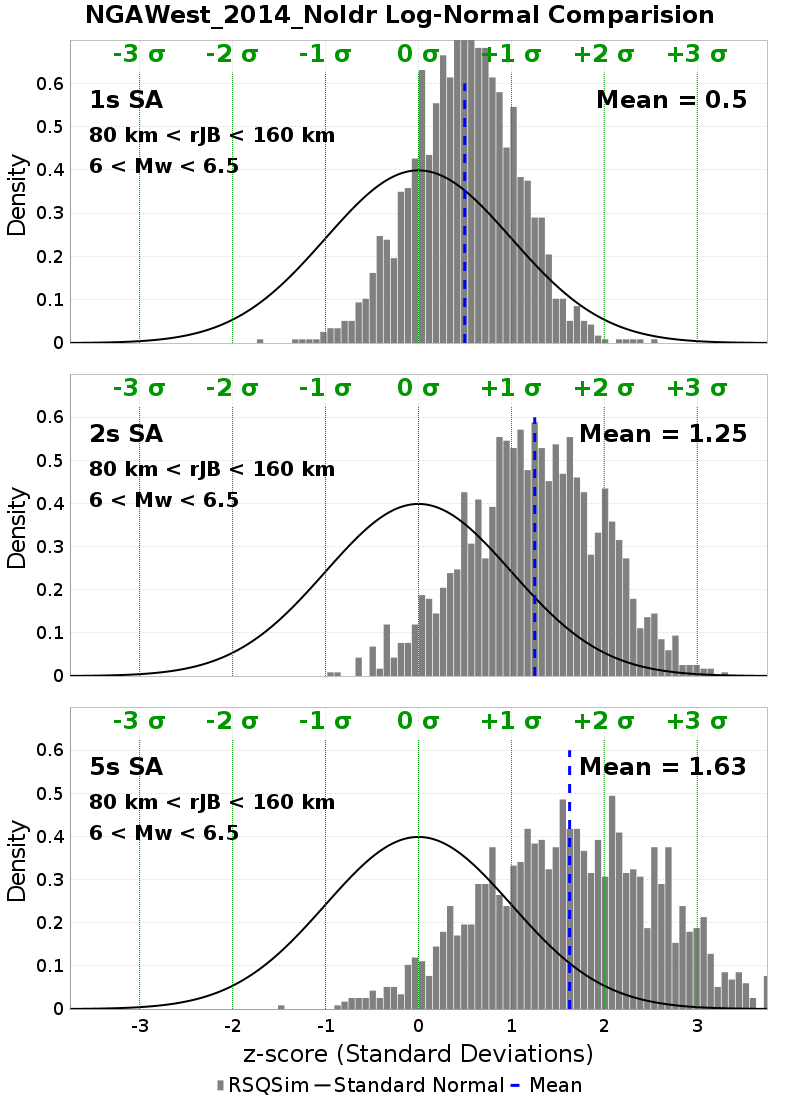 NGAWest_2014_NoIdr Log-Normal Comparision
-3 σ -2 σ -1 σ 0 σ +1 σ +2 σ +3 σ
1s SA Mean = 0.5
80 km < rJB < 160 km
6 < Mw < 6.5
Density
0.6
0.5
0.4
0.3
0.2
0.1
0
-3 σ -2 σ -1 σ 0 σ +1 σ +2 σ +3 σ
2s SA Mean = 1.25
80 km < rJB < 160 km
6 < Mw < 6.5
Density
0.6
0.5
0.4
0.3
0.2
0.1
0
-3 σ -2 σ -1 σ 0 σ +1 σ +2 σ +3 σ
5s SA Mean = 1.63
80 km < rJB < 160 km
6 < Mw < 6.5
Density
0.6
0.5
0.4
0.3
0.2
0.1
0
-3 -2 -1 0 1 2 3
z-score (Standard Deviations)
RSQSim Standard Normal Mean